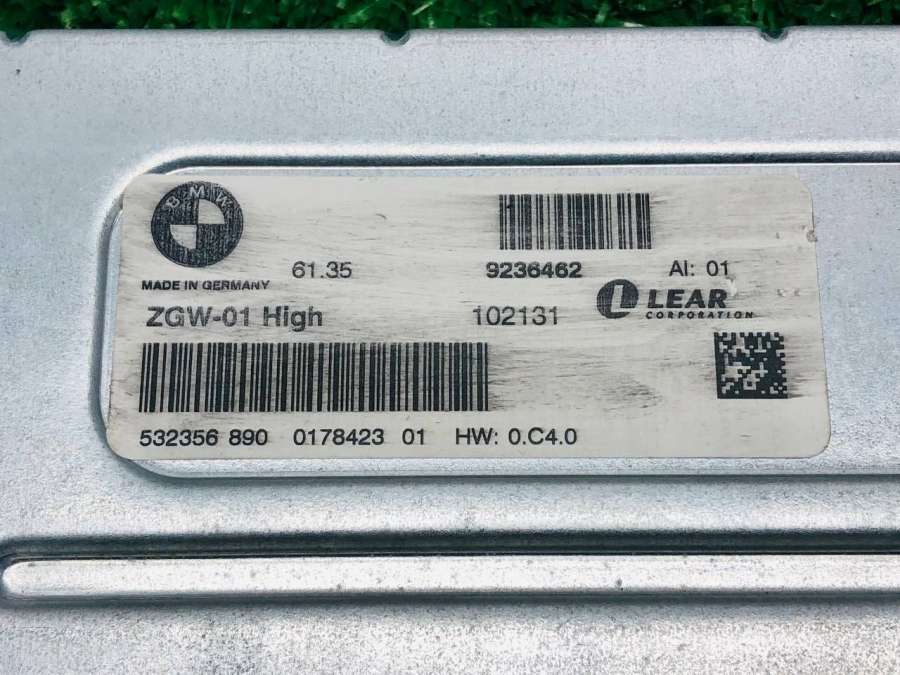 BMW
MADE IN GERMANY
61.35
9236462
AI: 01
ZGW-01 High
102131
LEAR
CORPORATION
532356 890 0178423 01 HW: 0.C4.0